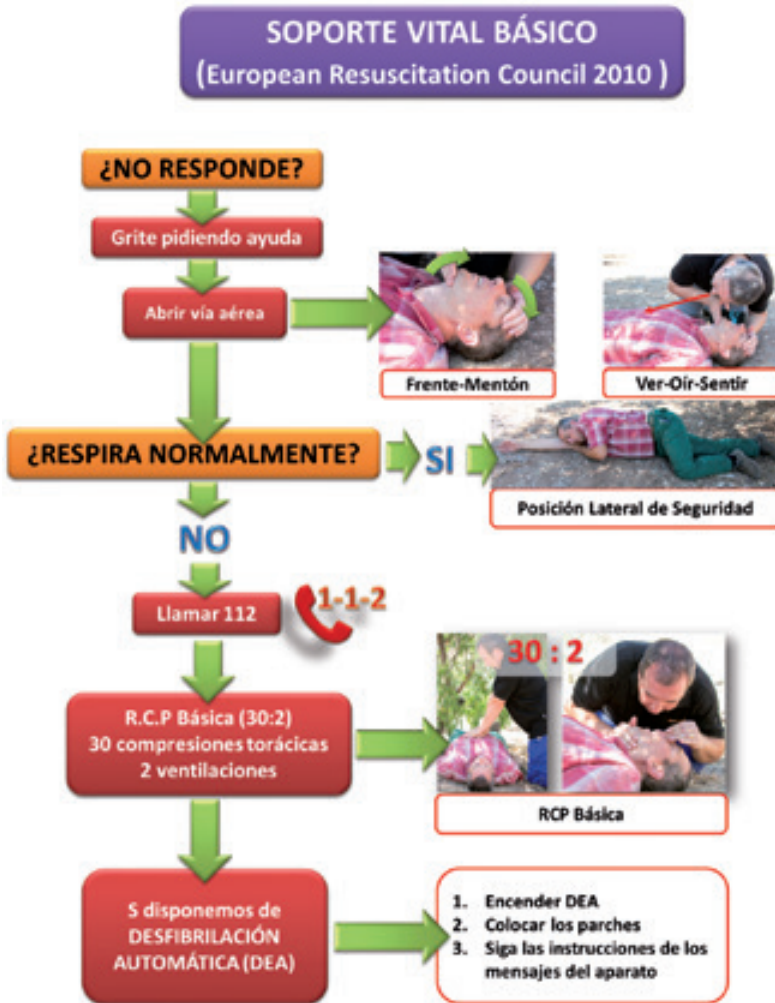 SOPORTE VITAL BÁSICO
(European Resuscitation Council 2010 )
¿NO RESPONDE?
Grite pidiendo ayuda
Abrir vía aérea
Frente-Mentón
Ver-Oír-Sentir
¿RESPIRA NORMALMENTE?
SI
Posición Lateral de Seguridad
NO
Llamar 112
1-1-2
R.C.P Básica (30:2)
30 compresiones torácicas
2 ventilaciones
30 : 2
RCP Básica
S disponemos de
DESFIBRILACIÓN
AUTOMÁTICA (DEA)
1. Encender DEA
2. Colocar los parches
3. Siga las instrucciones de los
mensajes del aparato